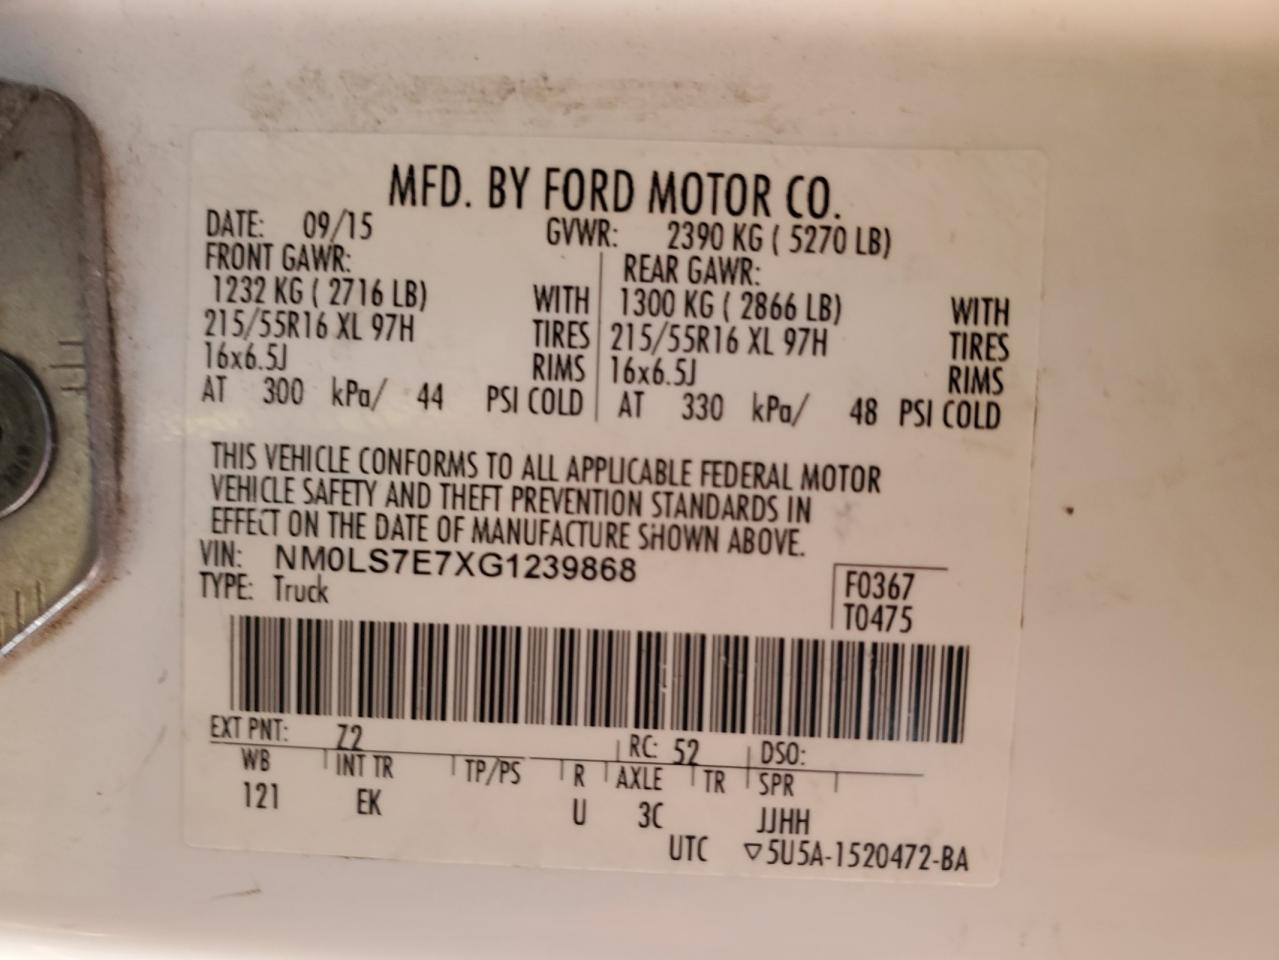 MFD. BY FORD MOTOR CO.
DATE: 09/15 GVWR: 2390 KG ( 5270 LB)
FRONT GAWR: REAR GAWR:
1232 KG ( 2716 LB) WITH 1300 KG ( 2866 LB) WITH
215/55R16 XL 97H TIRES 215/55R16 XL 97H TIRES
16x6.5J RIMS 16x6.5J RIMS
AT 300 kPa/ 44 PSI COLD AT 330 kPa/ 48 PSI COLD
THIS VEHICLE CONFORMS TO ALL APPLICABLE FEDERAL MOTOR
VEHICLE SAFETY AND THEFT PREVENTION STANDARDS IN
EFFECT ON THE DATE OF MANUFACTURE SHOWN ABOVE.
VIN: NM0LS7E7XG1239868
TYPE: Truck
F0367
T0475
EXT PNT: Z2 RC: 52 DSO:
WB INT TR TP/PS R AXLE TR SPR
121 EK U 3C JJHH
UTC ▽5U5A-1520472-BA